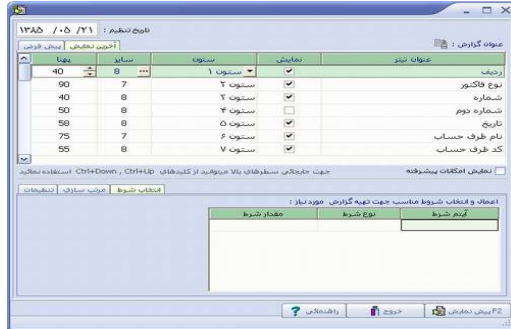 تاریخ تنظیم : ۱۳۸۵ /۰۵ /۲۱
عنوان گزارش :
آخرین نمایش پیش فرض
عنوان تیتر نمایش ستون سایز پهنا
ردیف ستون ۱ 8 ... 40
نوع فاکتور ستون ۲ 7 90
شماره ستون ۳ 8 40
شماره دوم ستون ۴ 8 50
تاریخ ستون ۵ 8 58
نام طرف حساب ستون ۶ 7 75
کد طرف حساب ستون ۷ 8 55
نمایش امکانات پیشرفته
جهت جابجائی سطرهای بالا میتوانید از کلیدهای Ctrl+Down , Ctrl+Up استفاده نمائید
انتخاب شرط مرتب سازی تنظیمات
اعمال و انتخاب شروط مناسب جهت تهیه گزارش مورد نیاز :
آیتم شرط نوع شرط مقدار شرط
F2 پیش نمایش خروج راهنمائی ?